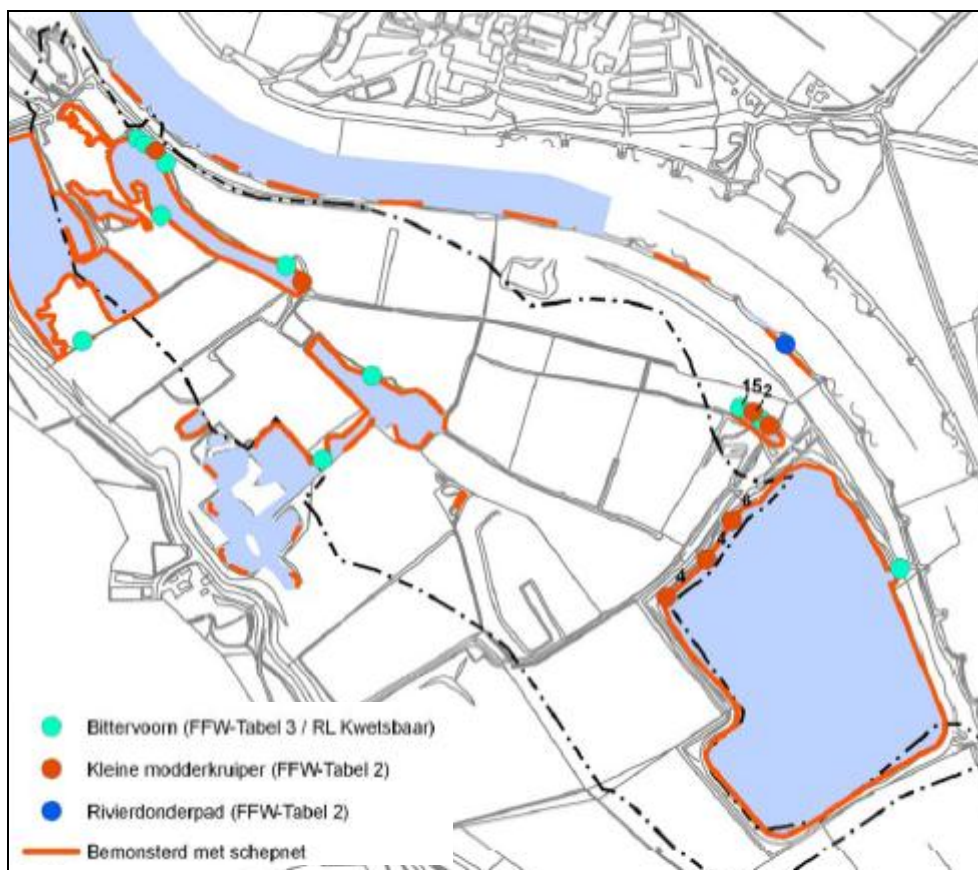 15 2
6
4
Bittervoorn (FFW-Tabel 3 / RL Kwetsbaar)
Kleine modderkruiper (FFW-Tabel 2)
Rivierdonderpad (FFW-Tabel 2)
Bemonsterd met schepnet